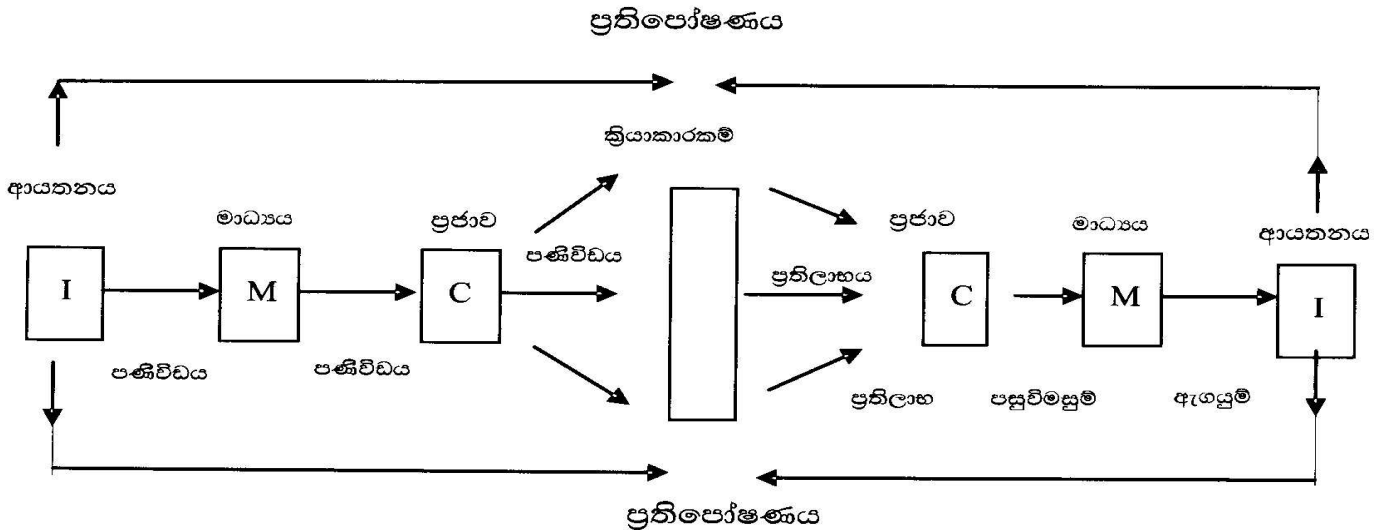 ප්‍රතිපෝෂණය
ක්‍රියාකාරකම්
ආයතනය
මාධ්‍යය
ප්‍රජාව
පණිවිඩය
ප්‍රතිලාභය
ප්‍රජාව
මාධ්‍යය
ආයතනය
I
M
C
C
M
I
පණිවිඩය
පණිවිඩය
ප්‍රතිලාභ
පසුවිමසුම්
ඇගයුම්
ප්‍රතිපෝෂණය